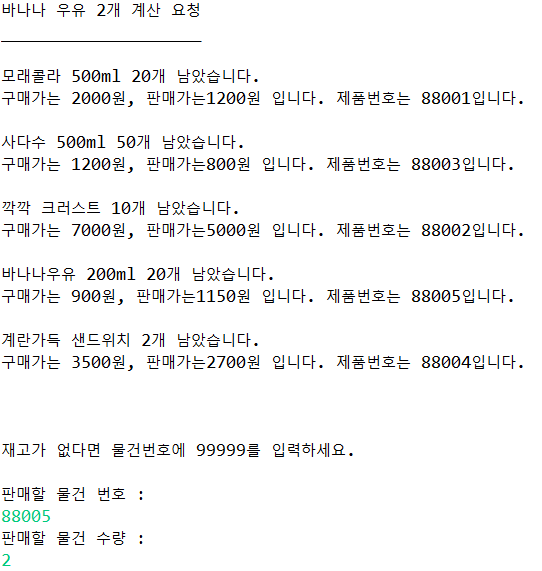 바나나 우유 2개 계산 요청
____________________
모래콜라 500ml 20개 남았습니다.
구매가는 2000원, 판매가는1200원 입니다. 제품번호는 88001입니다.
사다수 500ml 50개 남았습니다.
구매가는 1200원, 판매가는800원 입니다. 제품번호는 88003입니다.
깍깍 크러스트 10개 남았습니다.
구매가는 7000원, 판매가는5000원 입니다. 제품번호는 88002입니다.
바나나우유 200ml 20개 남았습니다.
구매가는 900원, 판매가는1150원 입니다. 제품번호는 88005입니다.
계란가득 샌드위치 2개 남았습니다.
구매가는 3500원, 판매가는2700원 입니다. 제품번호는 88004입니다.
재고가 없다면 물건번호에 99999를 입력하세요.
판매할 물건 번호 :
88005
판매할 물건 수량 :
2